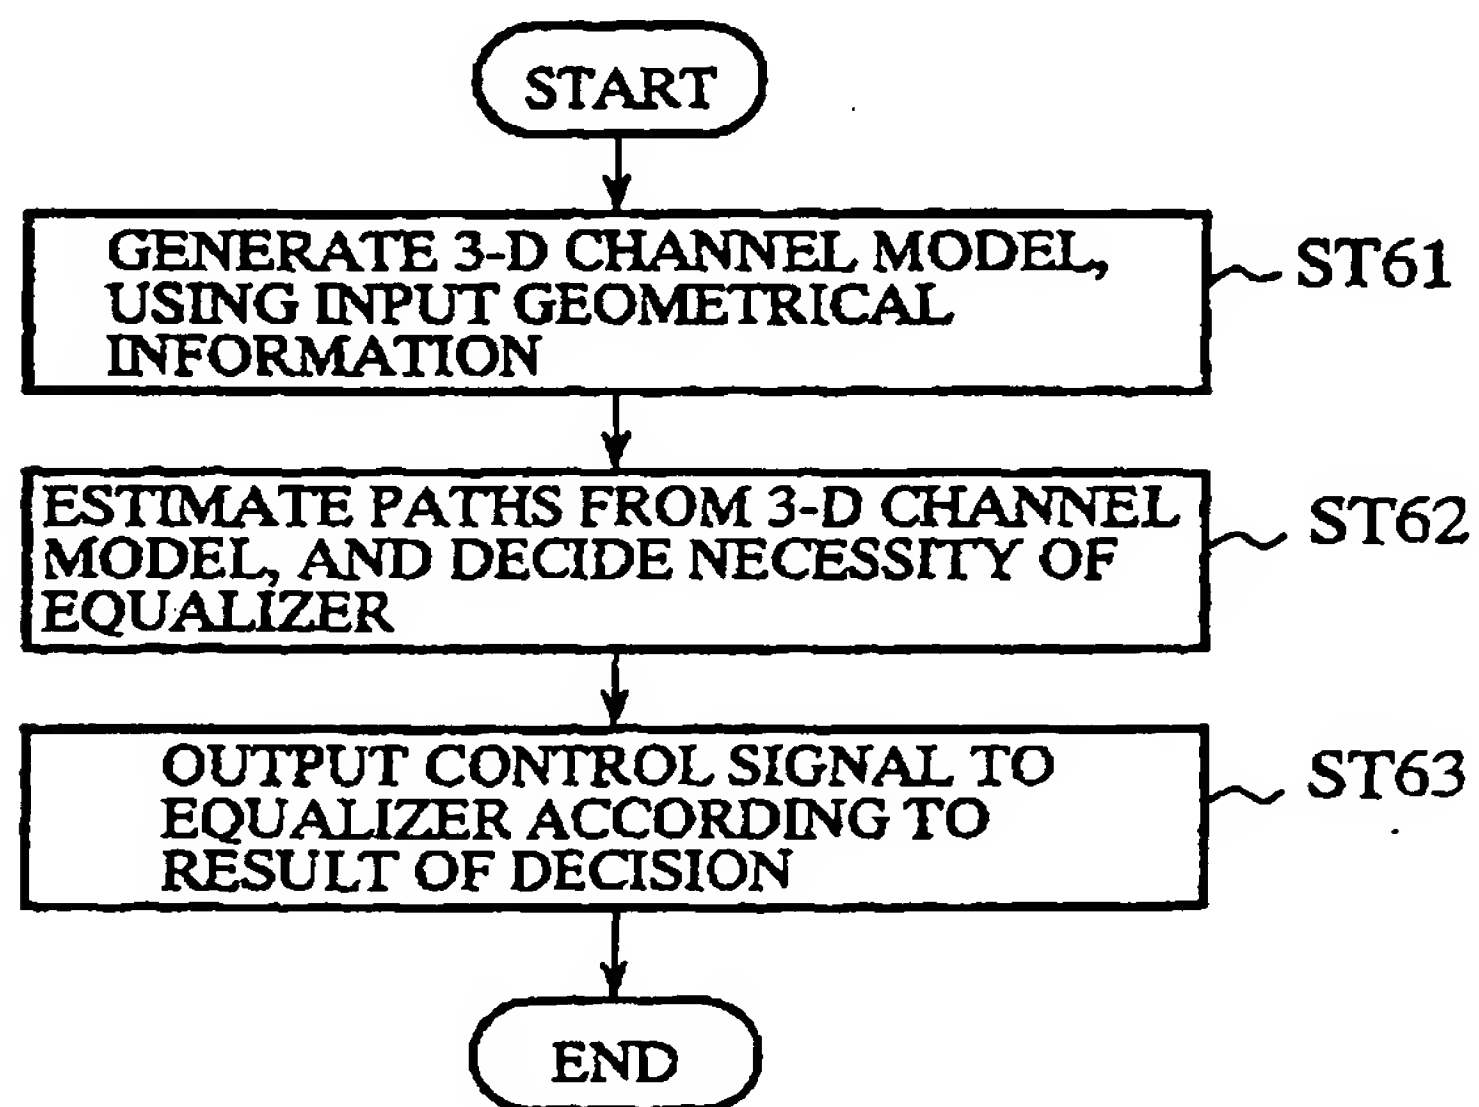 START
GENERATE 3-D CHANNEL MODEL,
USING INPUT GEOMETRICAL
INFORMATION
ST61
ESTIMATE PATHS FROM 3-D CHANNEL
MODEL, AND DECIDE NECESSITY OF
EQUALIZER
ST62
OUTPUT CONTROL SIGNAL TO
EQUALIZER ACCORDING TO
RESULT OF DECISION
ST63
END